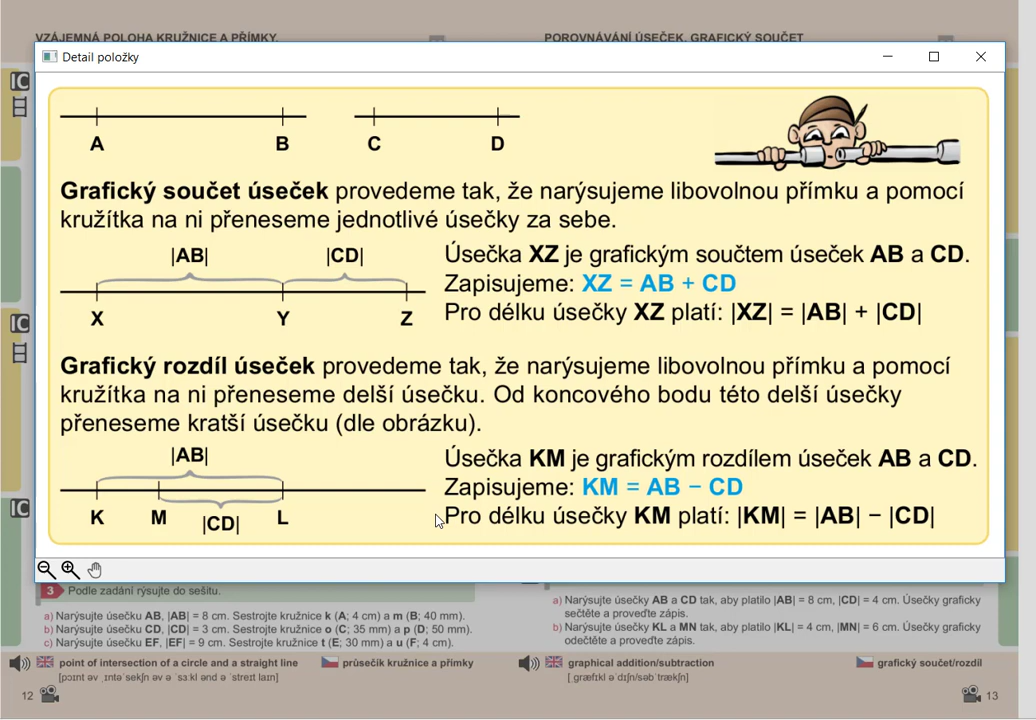 VZÁJEMNÁ POLOHA KRUŽNICE A PŘÍMKY.
POROVNÁVÁNÍ ÚSEČEK. GRAFICKÝ SOUČET
Detail položky
IC
A B C D
Grafický součet úseček provedeme tak, že narýsujeme libovolnou přímku a pomocí
kružítka na ni přeneseme jednotlivé úsečky za sebe.
|AB| |CD|
X Y Z
Úsečka XZ je grafickým součtem úseček AB a CD.
Zapisujeme: XZ = AB + CD
Pro délku úsečky XZ platí: |XZ| = |AB| + |CD|
IC
Grafický rozdíl úseček provedeme tak, že narýsujeme libovolnou přímku a pomocí
kružítka na ni přeneseme delší úsečku. Od koncového bodu této delší úsečky
přeneseme kratší úsečku (dle obrázku).
|AB|
K M |CD| L
Úsečka KM je grafickým rozdílem úseček AB a CD.
Zapisujeme: KM = AB − CD
Pro délku úsečky KM platí: |KM| = |AB| − |CD|
IC
3 Podle zadání rýsujte do sešitu.
a) Narýsujte úsečku AB, |AB| = 8 cm. Sestrojte kružnice k (A; 4 cm) a m (B; 40 mm).
b) Narýsujte úsečku CD, |CD| = 3 cm. Sestrojte kružnice o (C; 35 mm) a p (D; 50 mm).
c) Narýsujte úsečku EF, |EF| = 9 cm. Sestrojte kružnice t (E; 30 mm) a u (F; 4 cm).
a) Narýsujte úsečky AB a CD tak, aby platilo |AB| = 8 cm, |CD| = 4 cm. Úsečky graficky
sečtěte a proveďte zápis.
b) Narýsujte úsečky KL a MN tak, aby platilo |KL| = 4 cm, |MN| = 6 cm. Úsečky graficky
odečtěte a proveďte zápis.
point of intersection of a circle and a straight line
průsečík kružnice a přímky
graphical addition/subtraction
grafický součet/rozdíl
12
13